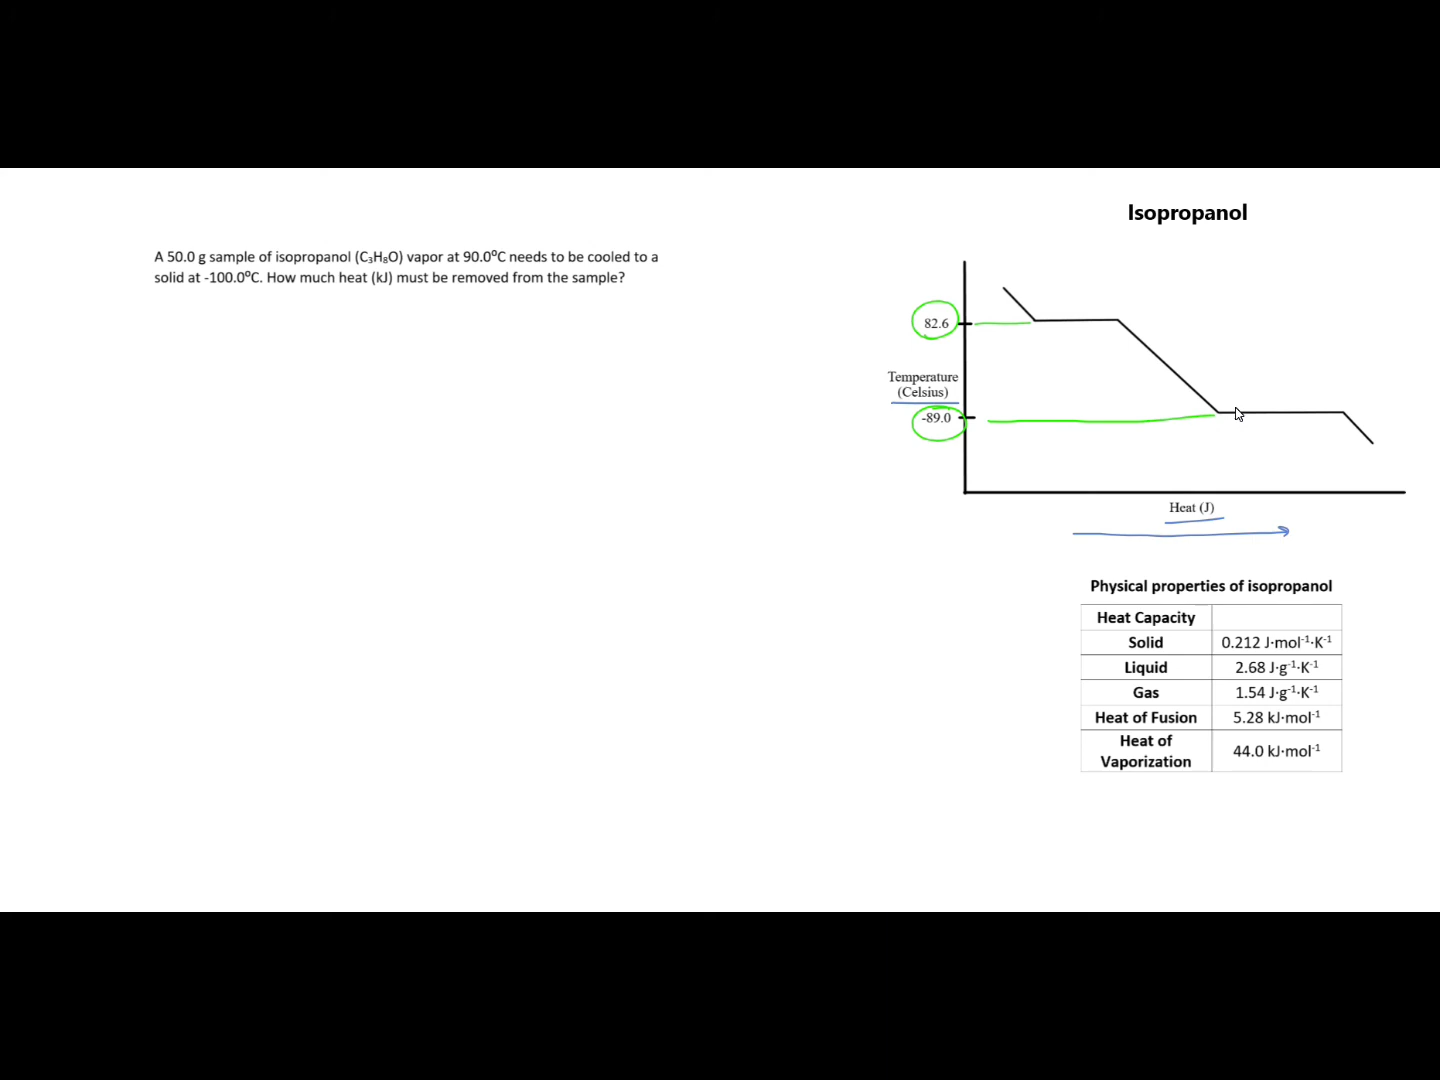 Isopropanol
A 50.0 g sample of isopropanol (C₃H₈O) vapor at 90.0⁰C needs to be cooled to a
solid at -100.0⁰C. How much heat (kJ) must be removed from the sample?
82.6
Temperature
(Celsius)
-89.0
Heat (J)
Physical properties of isopropanol
Heat Capacity
Solid 0.212 J·mol⁻¹·K⁻¹
Liquid 2.68 J·g⁻¹·K⁻¹
Gas 1.54 J·g⁻¹·K⁻¹
Heat of Fusion 5.28 kJ·mol⁻¹
Heat of
Vaporization 44.0 kJ·mol⁻¹